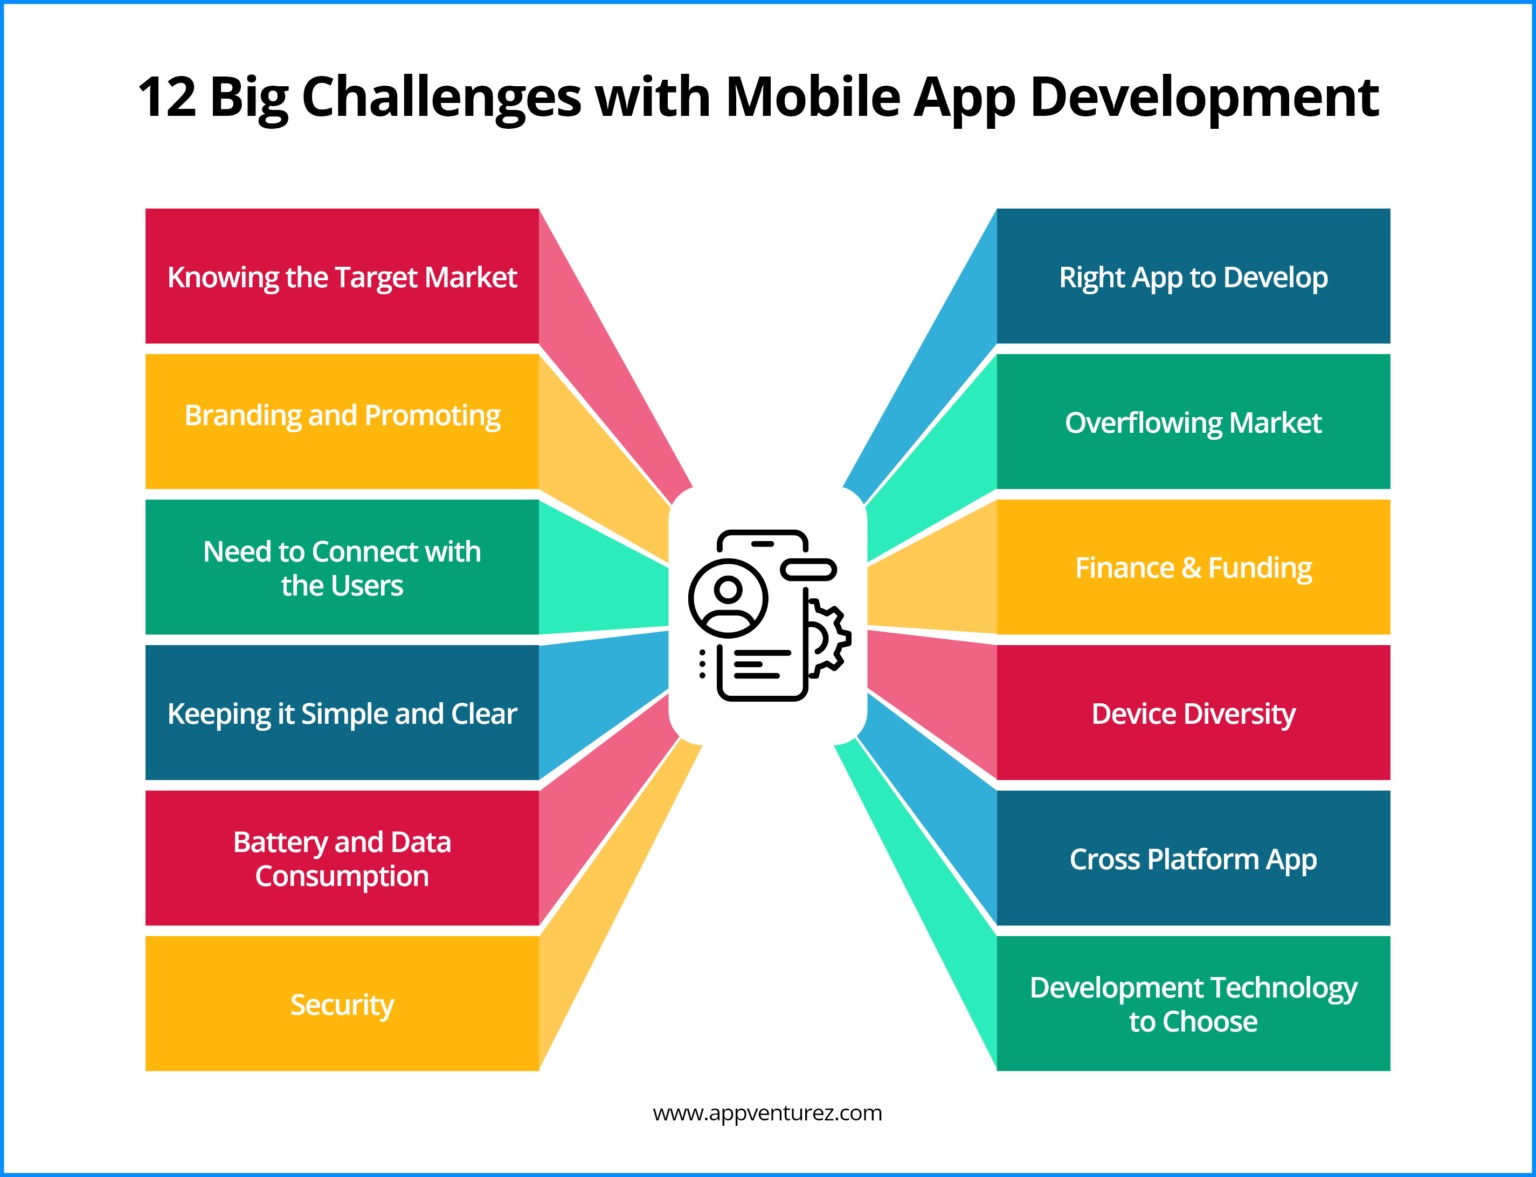 12 Big Challenges with Mobile App Development
Knowing the Target Market
Branding and Promoting
Need to Connect with
the Users
Keeping it Simple and Clear
Battery and Data
Consumption
Security
Right App to Develop
Overflowing Market
Finance & Funding
Device Diversity
Cross Platform App
Development Technology
to Choose
www.appventurez.com